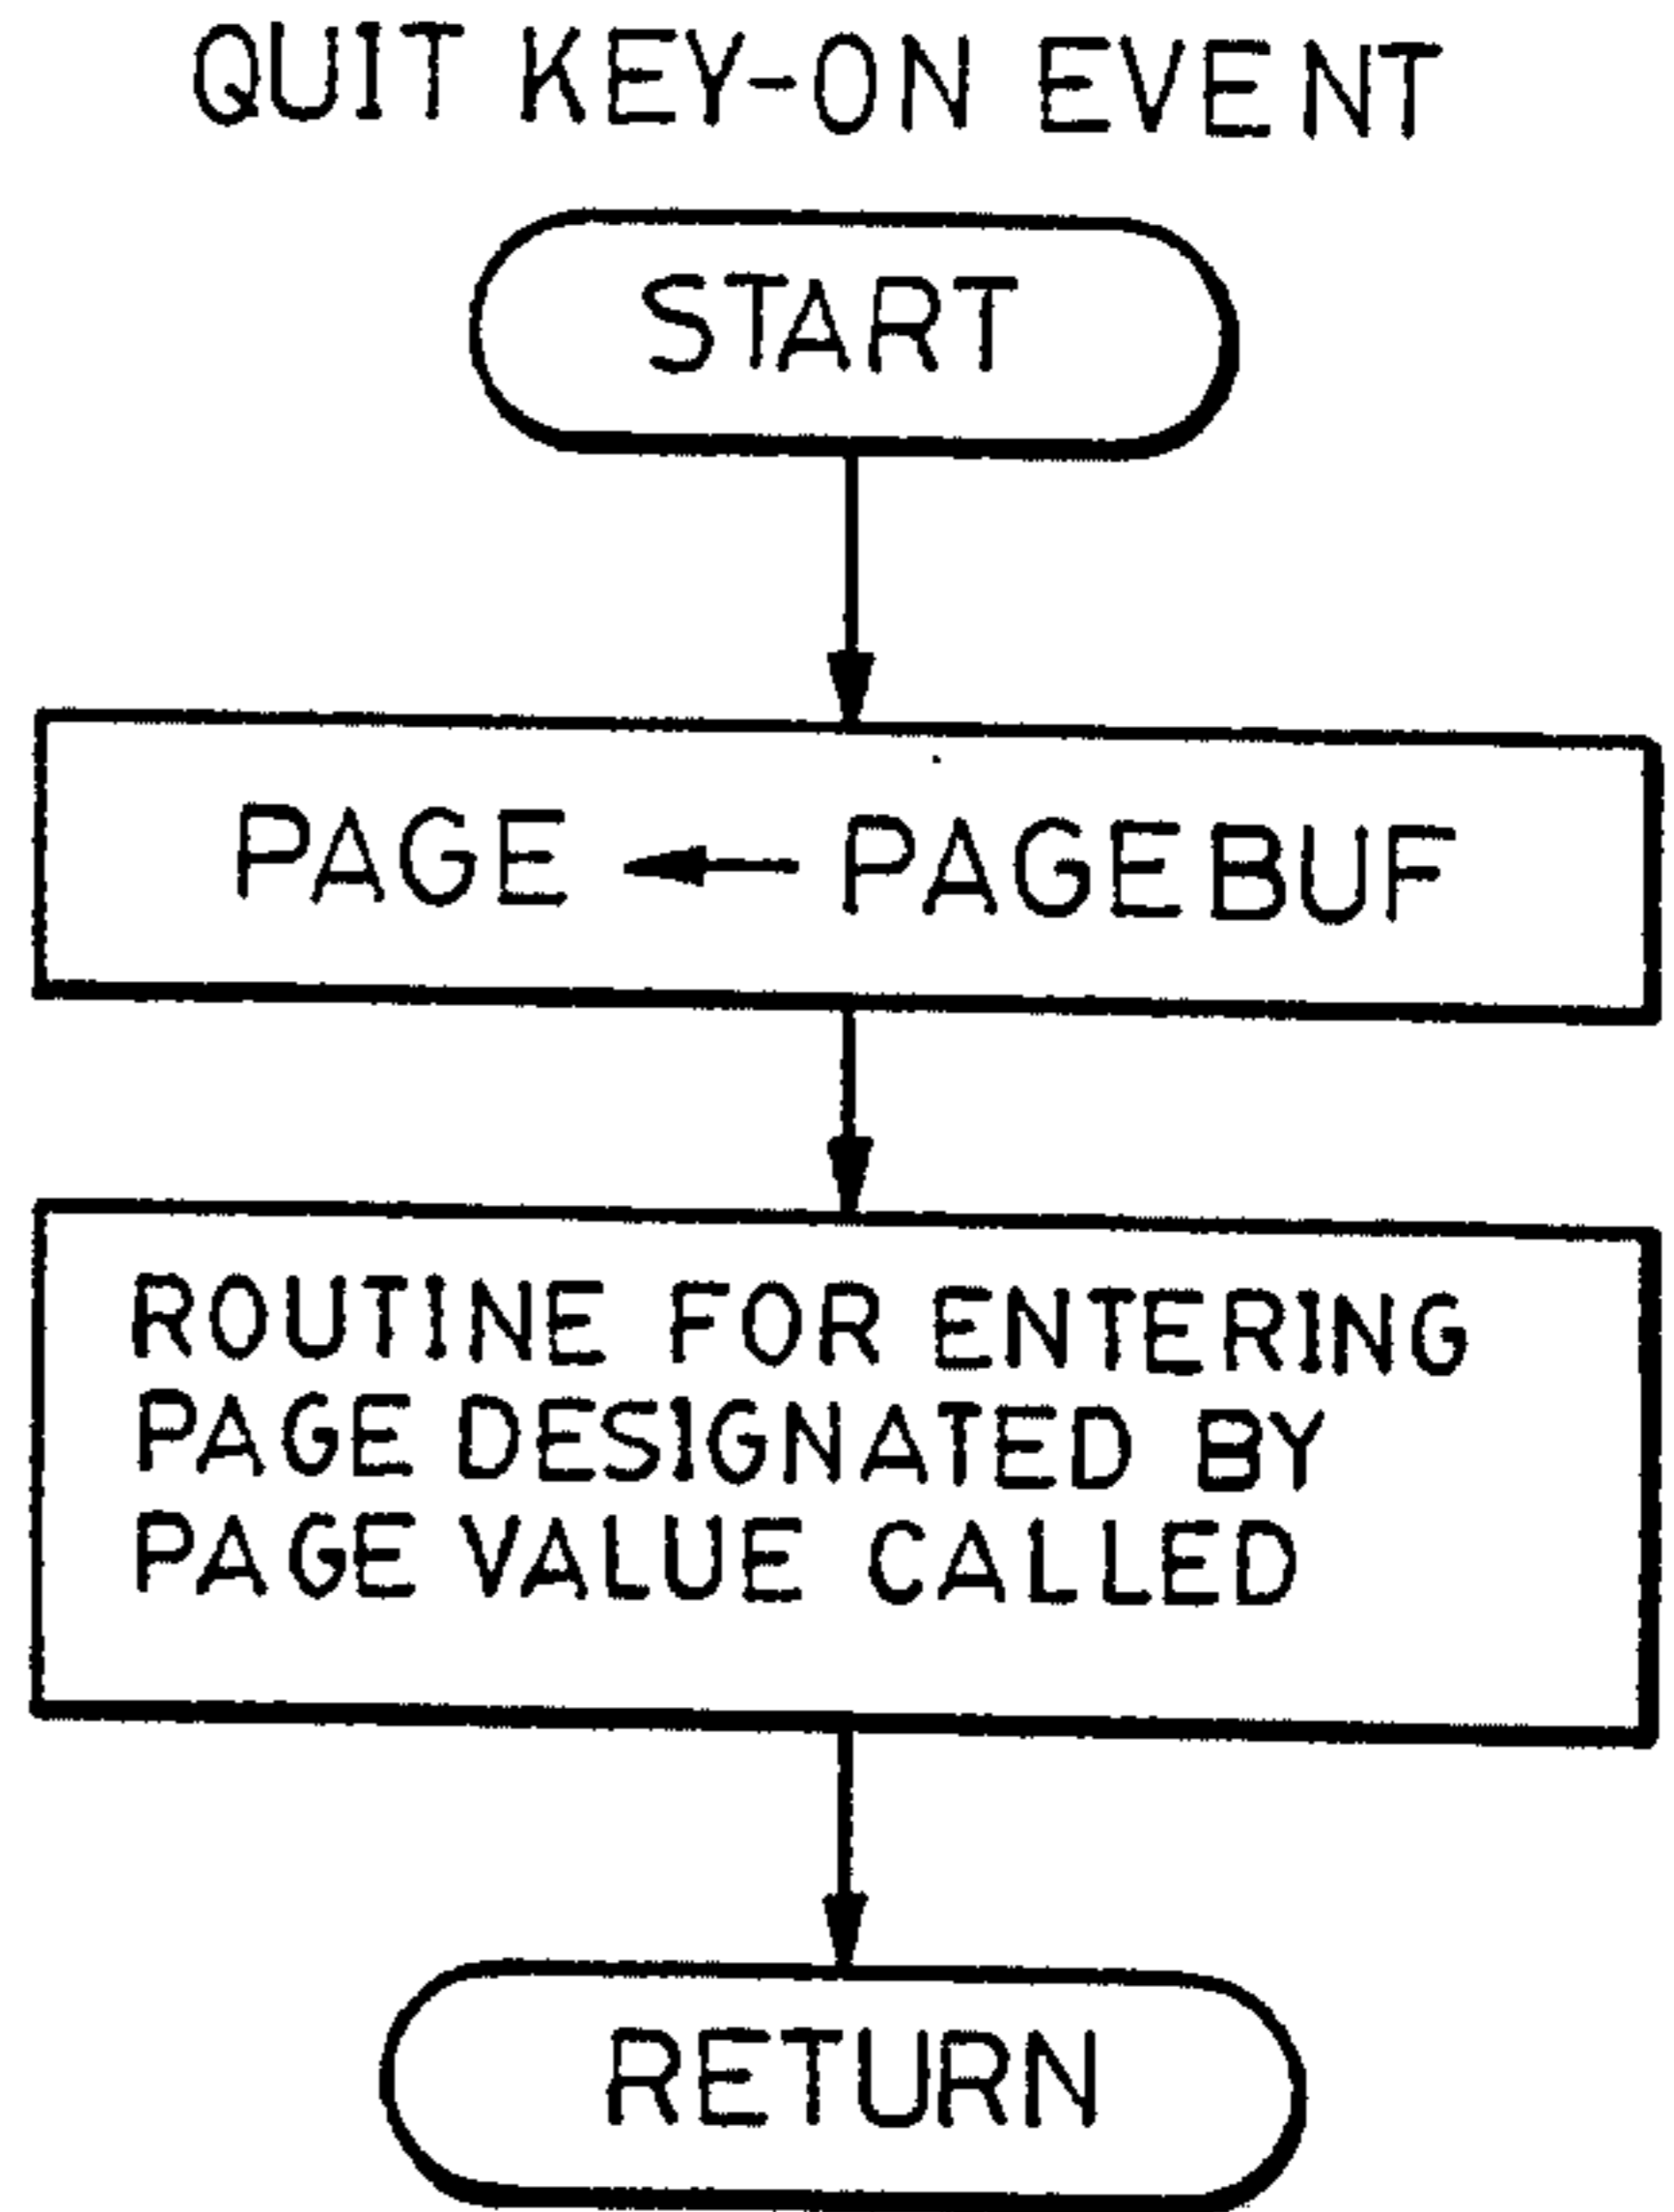 QUIT KEY-ON EVENT
START
PAGE ← PAGEBUF
ROUTINE FOR ENTERING
PAGE DESIGNATED BY
PAGE VALUE CALLED
RETURN